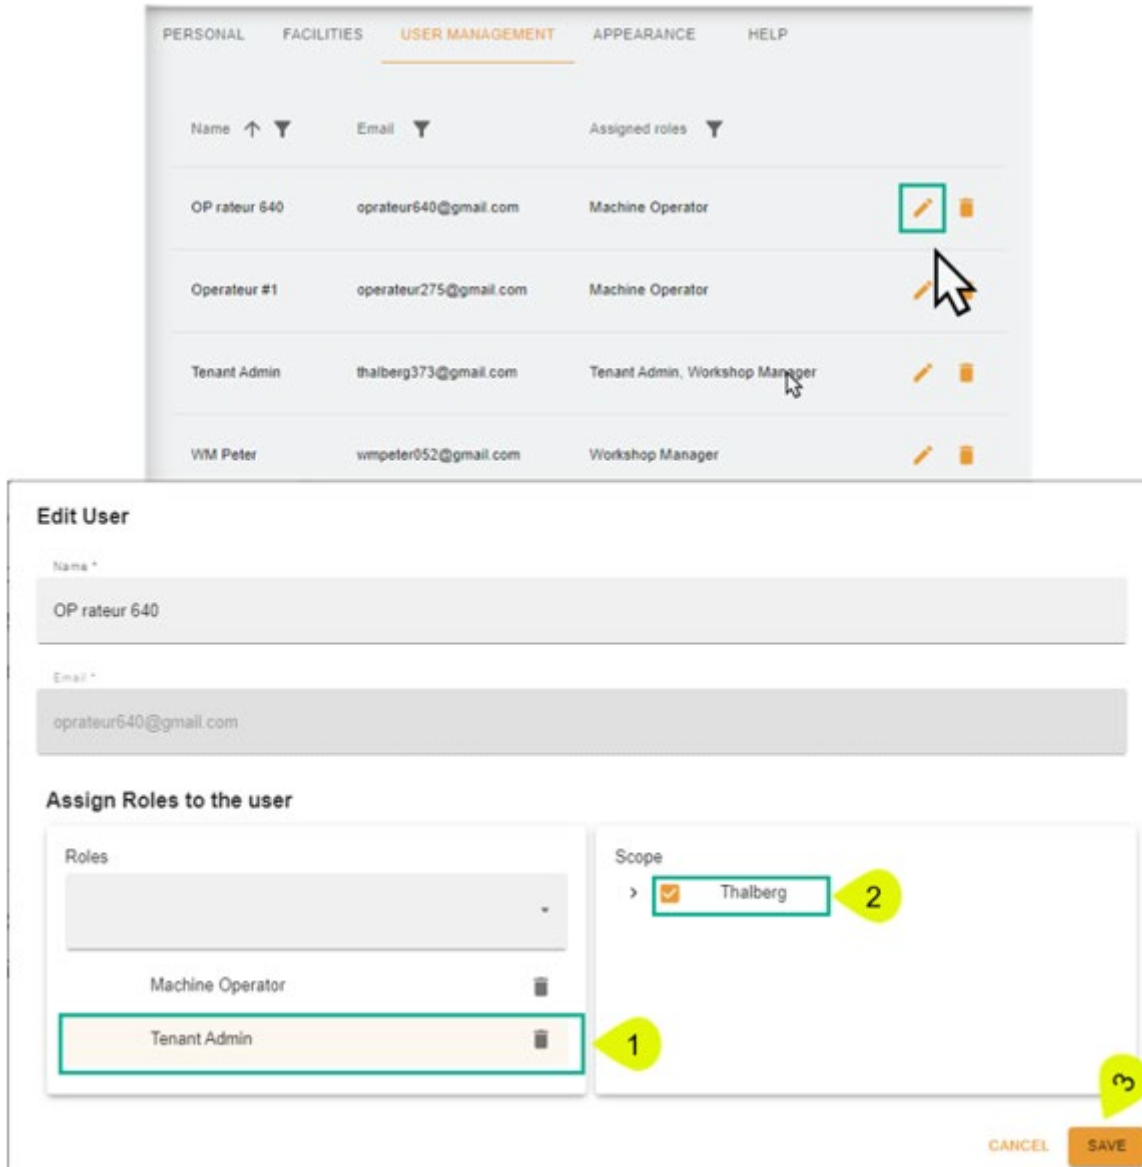 PERSONAL FACILITIES USER MANAGEMENT APPEARANCE HELP
Name Email Assigned roles
OP rateur 640 oprateur640@gmail.com Machine Operator
Operateur #1 operateur275@gmail.com Machine Operator
Tenant Admin thalberg373@gmail.com Tenant Admin, Workshop Manager
WM Peter wmpeter052@gmail.com Workshop Manager
Edit User
Name *
OP rateur 640
Email *
oprateur640@gmail.com
Assign Roles to the user
Roles
Machine Operator
Tenant Admin
1
Scope
Thalberg
2
3
CANCEL SAVE